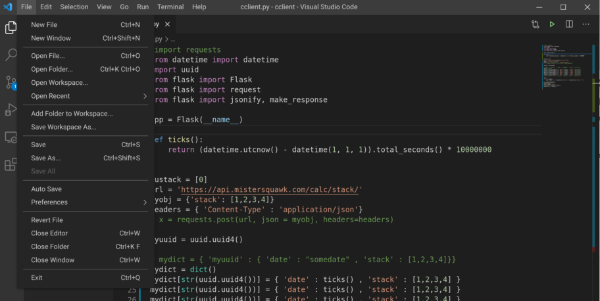 File Edit Selection View Go Run Terminal Help cclient.py - cclient - Visual Studio Code
New File Ctrl+N
New Window Ctrl+Shift+N
Open File... Ctrl+O
Open Folder... Ctrl+K Ctrl+O
Open Workspace...
Open Recent
Add Folder to Workspace...
Save Workspace As...
Save Ctrl+S
Save As... Ctrl+Shift+S
Save All
Auto Save
Preferences
Revert File
Close Editor Ctrl+W
Close Folder Ctrl+K F
Close Window Ctrl+W
Exit Ctrl+Q
py
py > ...
import requests
rom datetime import datetime
mport uuid
rom flask import Flask
rom flask import request
rom flask import jsonify, make_response
pp = Flask(__name__)
ef ticks():
return (datetime.utcnow() - datetime(1, 1, 1)).total_seconds() * 10000000
ustack = [0]
rl = 'https://api.mistersquawk.com/calc/stack/'
yobj = {'stack': [1,2,3,4]}
eaders = { 'Content-Type' : 'application/json'}
x = requests.post(url, json = myobj, headers=headers)
yuuid = uuid.uuid4()
mydict = { 'myuuid' : { 'date' : "somedate" , 'stack' : [1,2,3,4]}}
ydict = dict()
ydict[str(uuid.uuid4())] = { 'date' : ticks() , 'stack' : [1,2,3,4] }
25 mydict[str(uuid.uuid4())] = { 'date' : ticks() , 'stack' : [1,2,3,4] }
mydict[str(uuid.uuid4())] = { 'date' : ticks() , 'stack' : [1,2,3,4] }